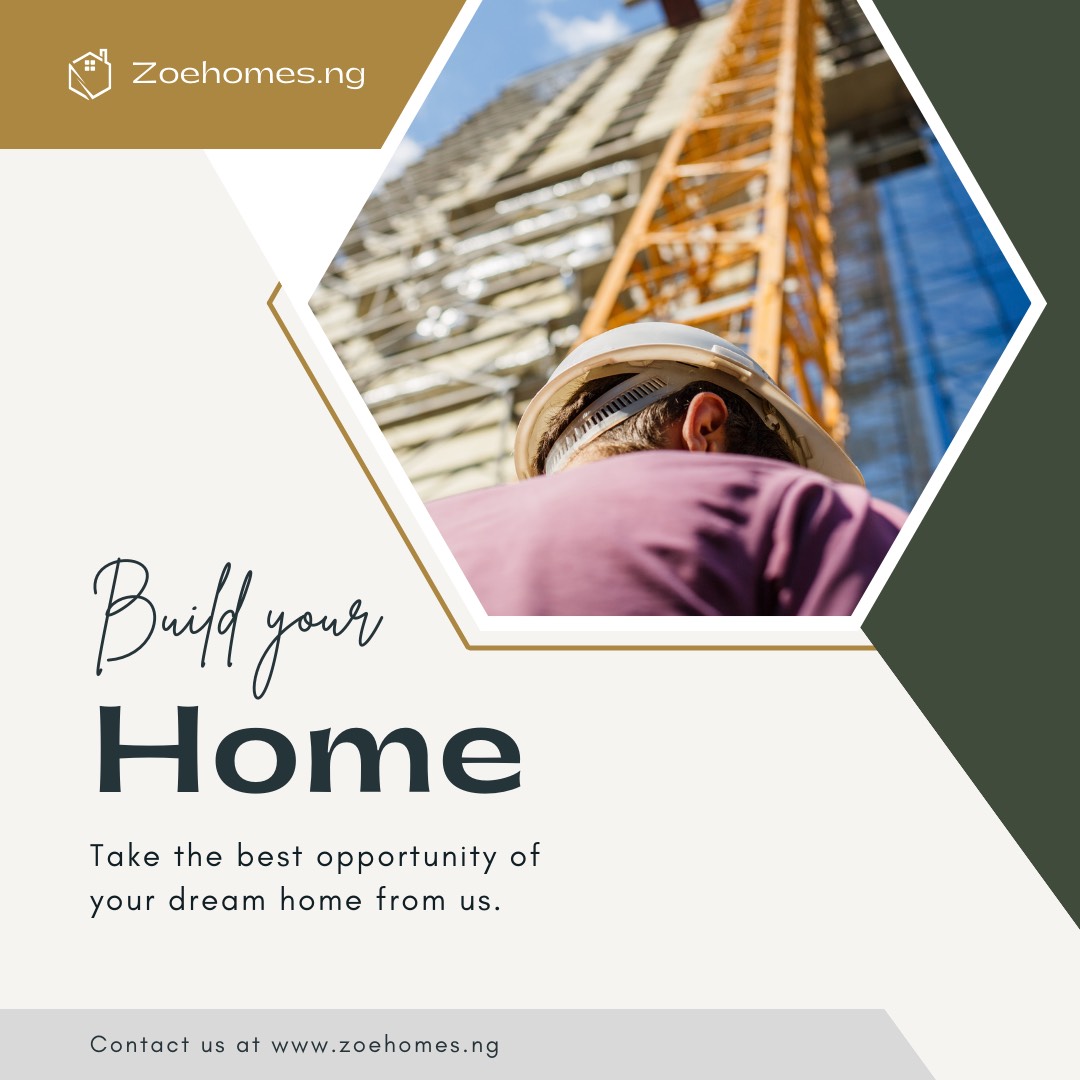 Zoehomes.ng
Build your
Home
Take the best opportunity of
your dream home from us.
Contact us at www.zoehomes.ng